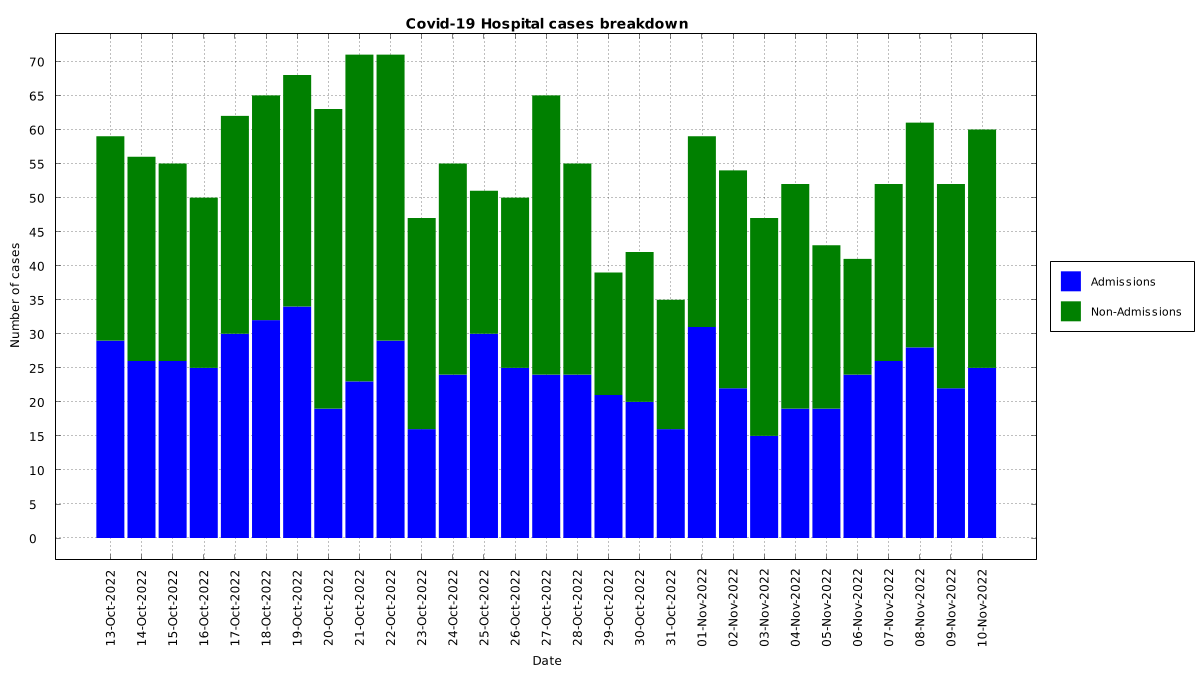 Covid-19 Hospital cases breakdown
70
65
60
55
50
45
40
35
30
25
20
15
10
5
0
Number of cases
13-Oct-2022
14-Oct-2022
15-Oct-2022
16-Oct-2022
17-Oct-2022
18-Oct-2022
19-Oct-2022
20-Oct-2022
21-Oct-2022
22-Oct-2022
23-Oct-2022
24-Oct-2022
25-Oct-2022
26-Oct-2022
27-Oct-2022
28-Oct-2022
29-Oct-2022
30-Oct-2022
31-Oct-2022
01-Nov-2022
02-Nov-2022
03-Nov-2022
04-Nov-2022
05-Nov-2022
06-Nov-2022
07-Nov-2022
08-Nov-2022
09-Nov-2022
10-Nov-2022
Date
Admissions
Non-Admissions